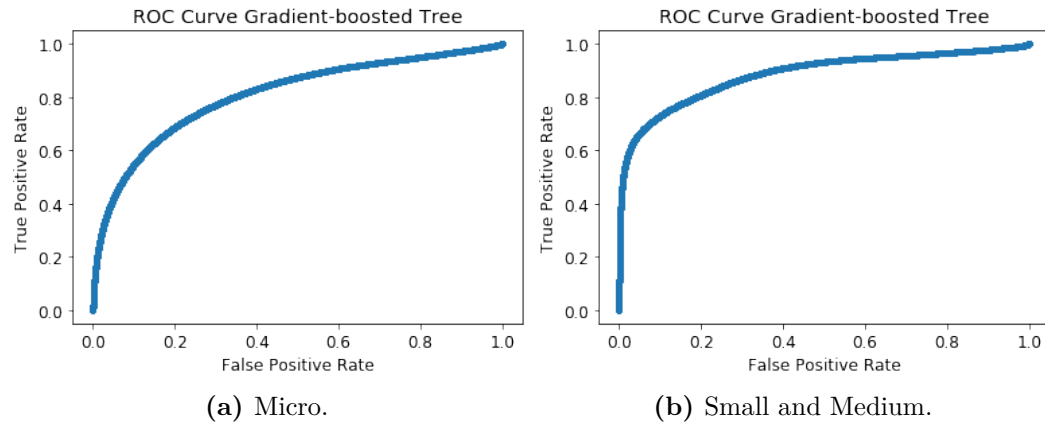 ROC Curve Gradient-boosted Tree
1.0
0.8
0.6
0.4
0.2
0.0
True Positive Rate
0.0 0.2 0.4 0.6 0.8 1.0
False Positive Rate
(a) Micro.
ROC Curve Gradient-boosted Tree
1.0
0.8
0.6
0.4
0.2
0.0
True Positive Rate
0.0 0.2 0.4 0.6 0.8 1.0
False Positive Rate
(b) Small and Medium.